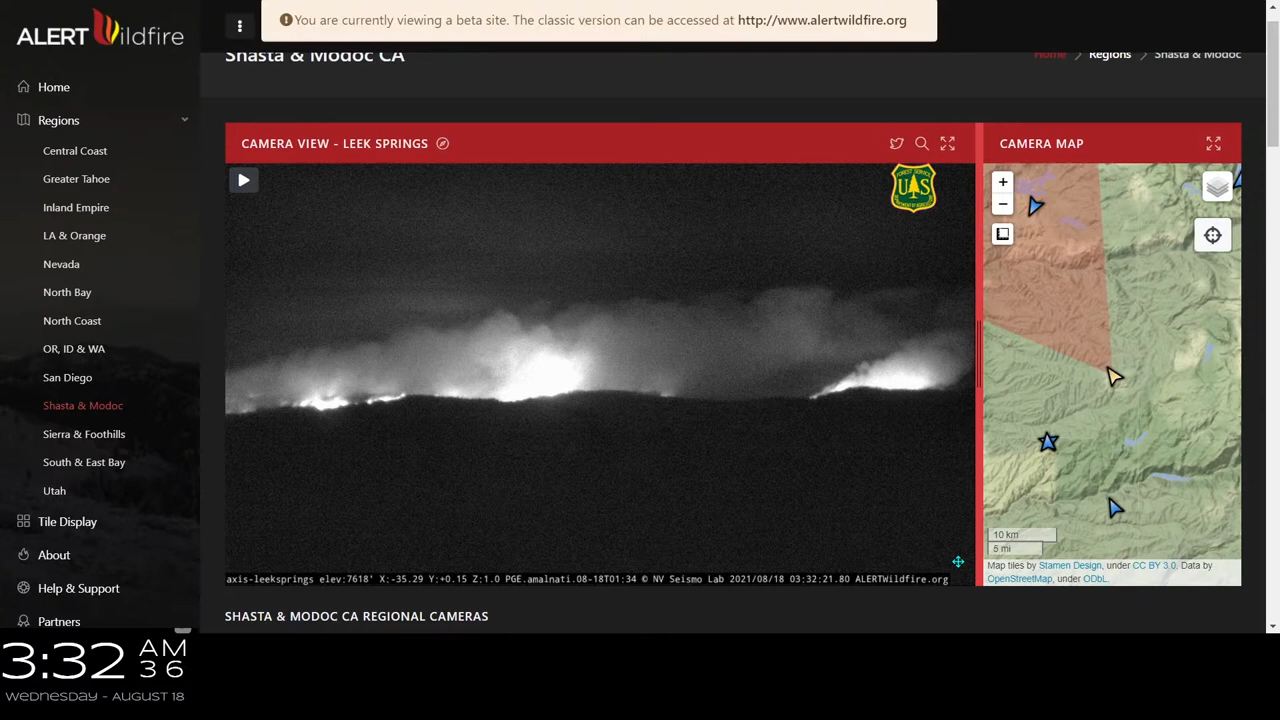 You are currently viewing a beta site. The classic version can be accessed at http://www.alertwildfire.org
ALERT Wildfire
Home
Regions
Central Coast
Greater Tahoe
Inland Empire
LA & Orange
Nevada
North Bay
North Coast
OR, ID & WA
San Diego
Shasta & Modoc
Sierra & Foothills
South & East Bay
Utah
Tile Display
About
Help & Support
Partners
Shasta & Modoc CA
Home / Regions / Shasta & Modoc
CAMERA VIEW - LEEK SPRINGS
FOREST SERVICE
U S
DEPARTMENT OF AGRICULTURE
axis-leeksprings elev:7618' X:-35.29 Y:+0.15 Z:1.0 PGE.amalnati.08-18T01:34 © NV Seismo Lab 2021/08/18 03:32:21.80 ALERTWildfire.org
CAMERA MAP
+
−
10 km
5 mi
Map tiles by Stamen Design, under CC BY 3.0. Data by
OpenStreetMap, under ODbL.
SHASTA & MODOC CA REGIONAL CAMERAS
3:32 AM
36
Wednesday - August 18